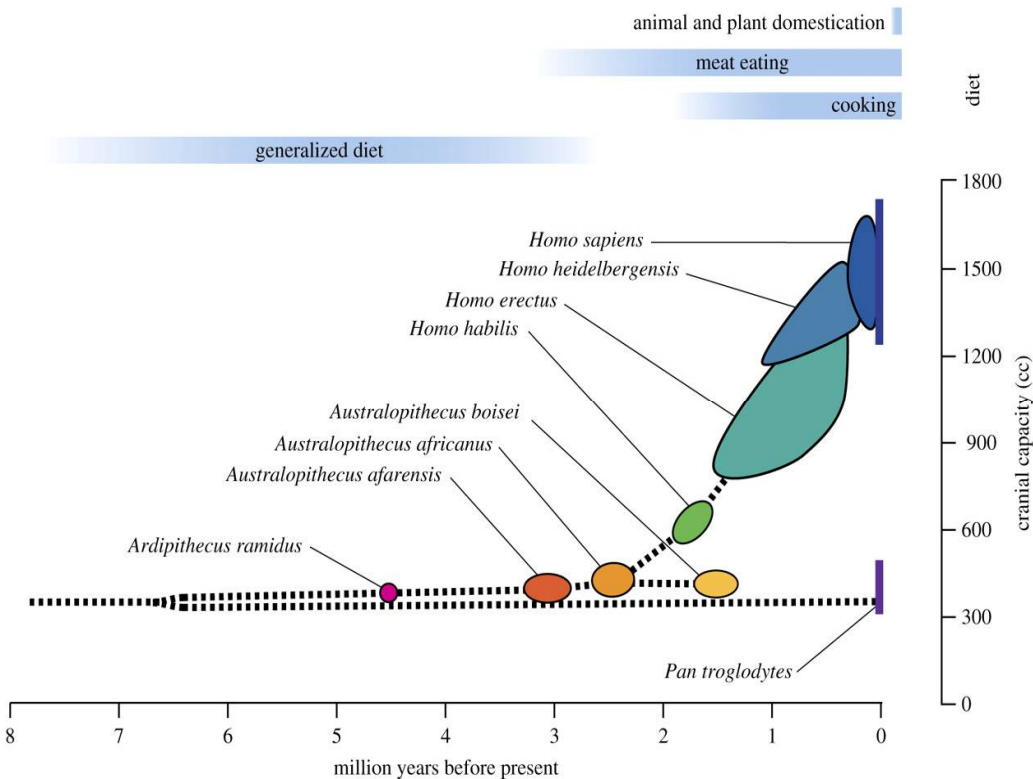 animal and plant domestication
meat eating
cooking
generalized diet
diet
1800
1500
1200
900
600
300
0
cranial capacity (cc)
Homo sapiens
Homo heidelbergensis
Homo erectus
Homo habilis
Australopithecus boisei
Australopithecus africanus
Australopithecus afarensis
Ardipithecus ramidus
Pan troglodytes
8 7 6 5 4 3 2 1 0
million years before present